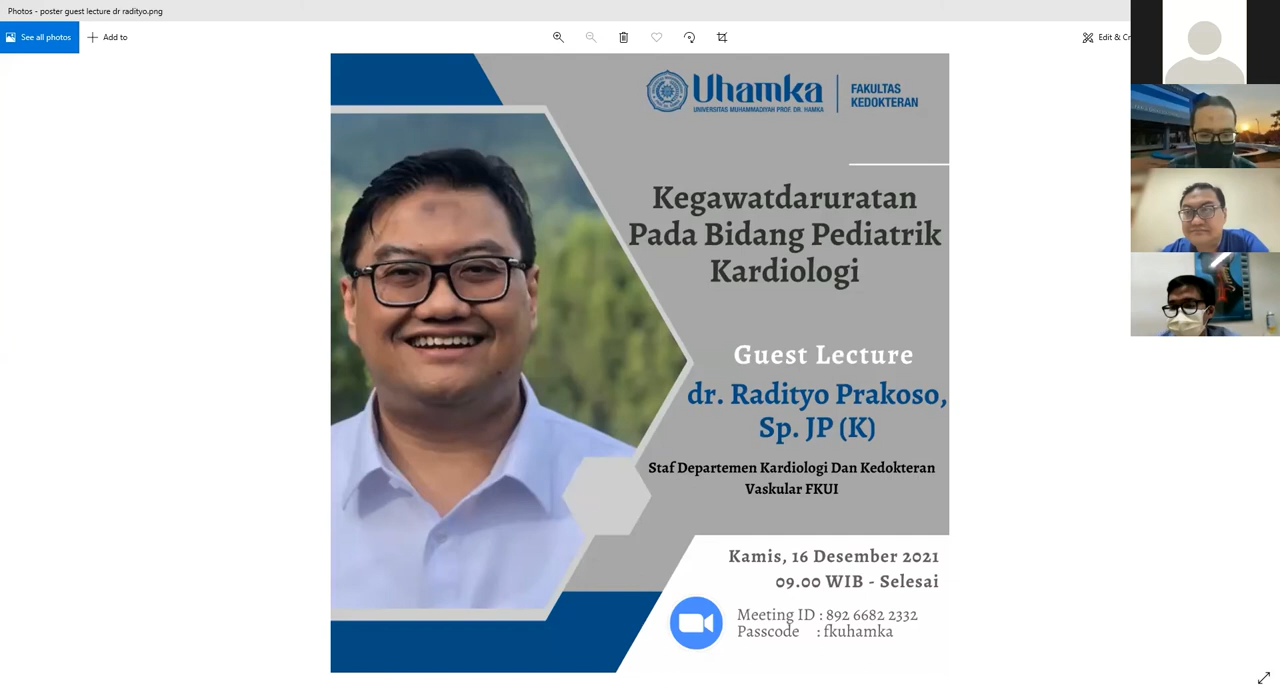 Photos - poster guest lecture dr radityo.png
See all photos
Add to
Edit & Cr
Uhamka
UNIVERSITAS MUHAMMADIYAH PROF. DR. HAMKA
FAKULTAS
KEDOKTERAN
Kegawatdaruratan
Pada Bidang Pediatrik
Kardiologi
Guest Lecture
dr. Radityo Prakoso,
Sp. JP (K)
Staf Departemen Kardiologi Dan Kedokteran
Vaskular FKUI
Kamis, 16 Desember 2021
09.00 WIB - Selesai
Meeting ID : 892 6682 2332
Passcode : fkuhamka